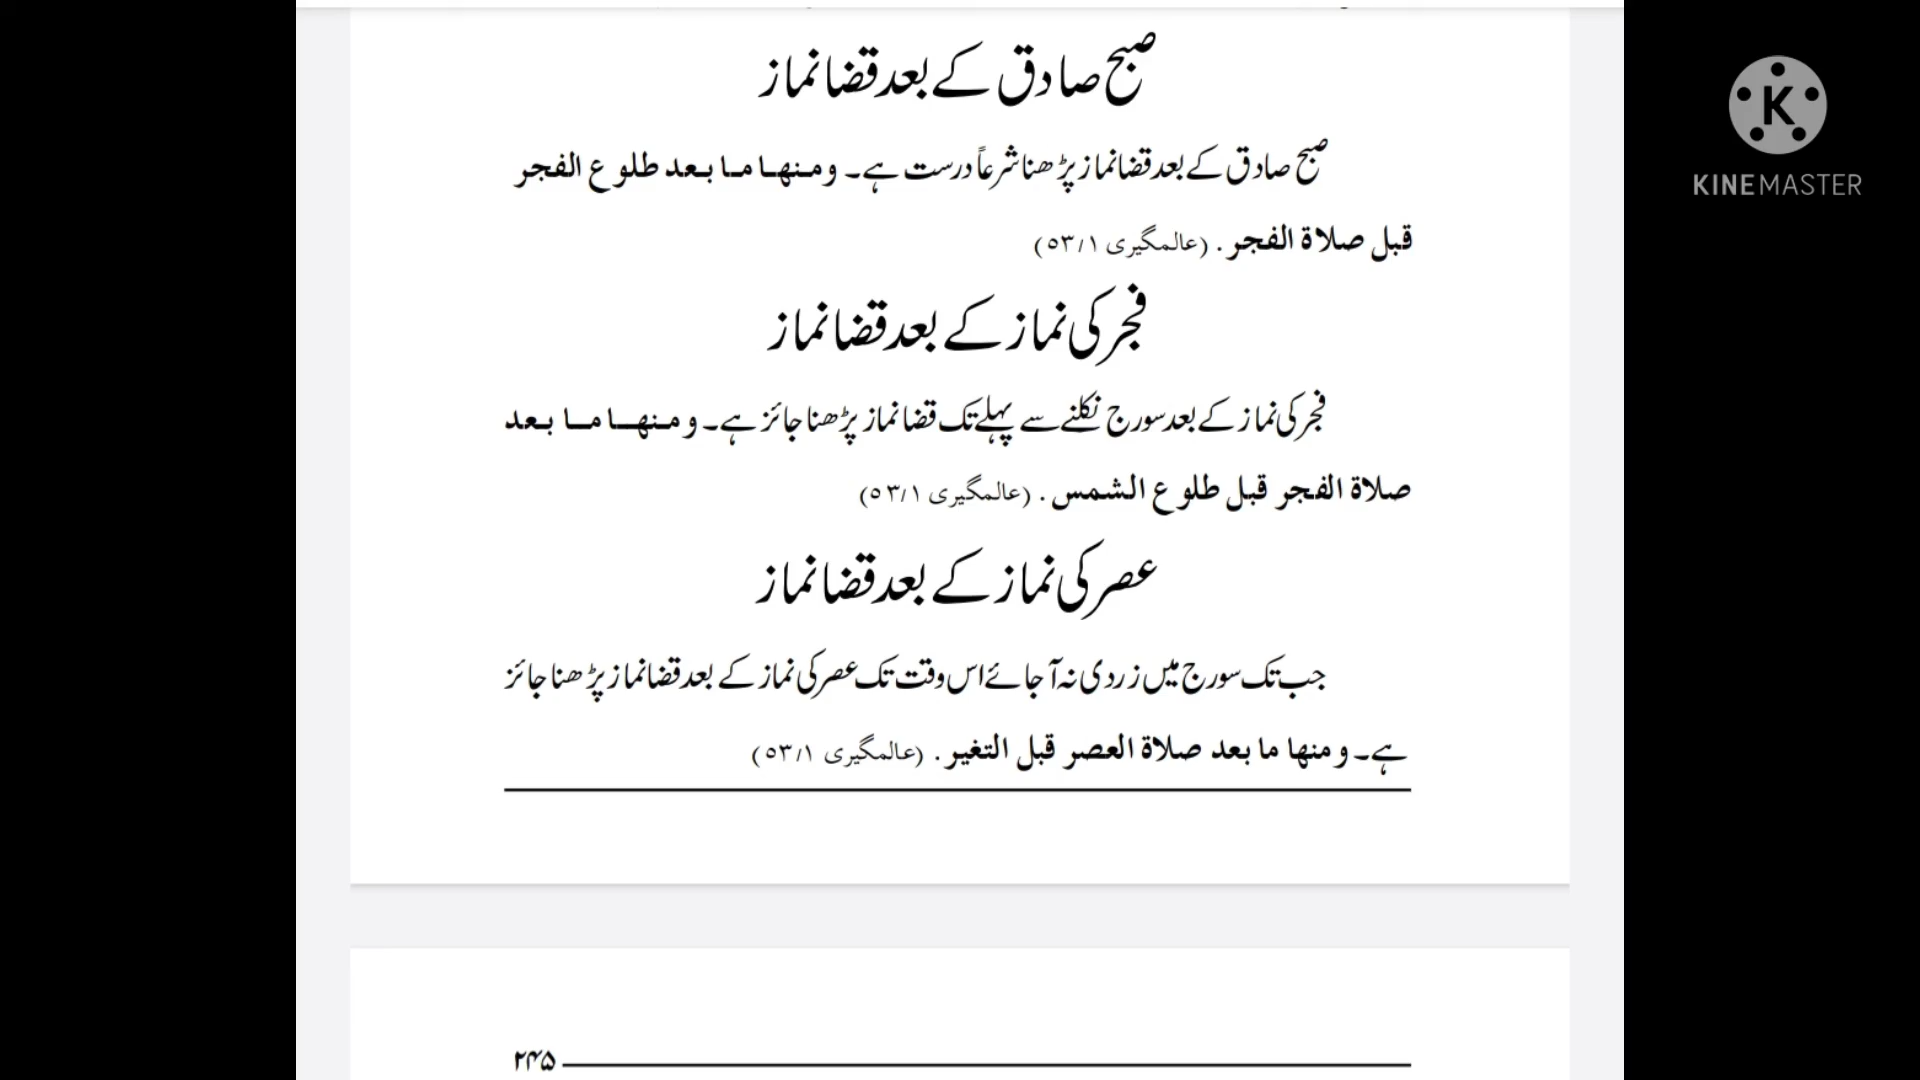 صبح صادق کے بعد قضا نماز
صبح صادق کے بعد قضا نماز پڑھنا شرعاً درست ہے۔ ومنها ما بعد طلوع الفجر
قبل صلاة الفجر . (عالمگیری ۵۳/۱)
فجر کی نماز کے بعد قضا نماز
فجر کی نماز کے بعد سورج نکلنے سے پہلے تک قضا نماز پڑھنا جائز ہے۔ ومنها ما بعد
صلاة الفجر قبل طلوع الشمس . (عالمگیری ۵۳/۱)
عصر کی نماز کے بعد قضا نماز
جب تک سورج میں زردی نہ آ جائے اس وقت تک عصر کی نماز کے بعد قضا نماز پڑھنا جائز
ہے۔ ومنها ما بعد صلاة العصر قبل التغیر . (عالمگیری ۵۳/۱)
۲۴۵
K
KINEMASTER